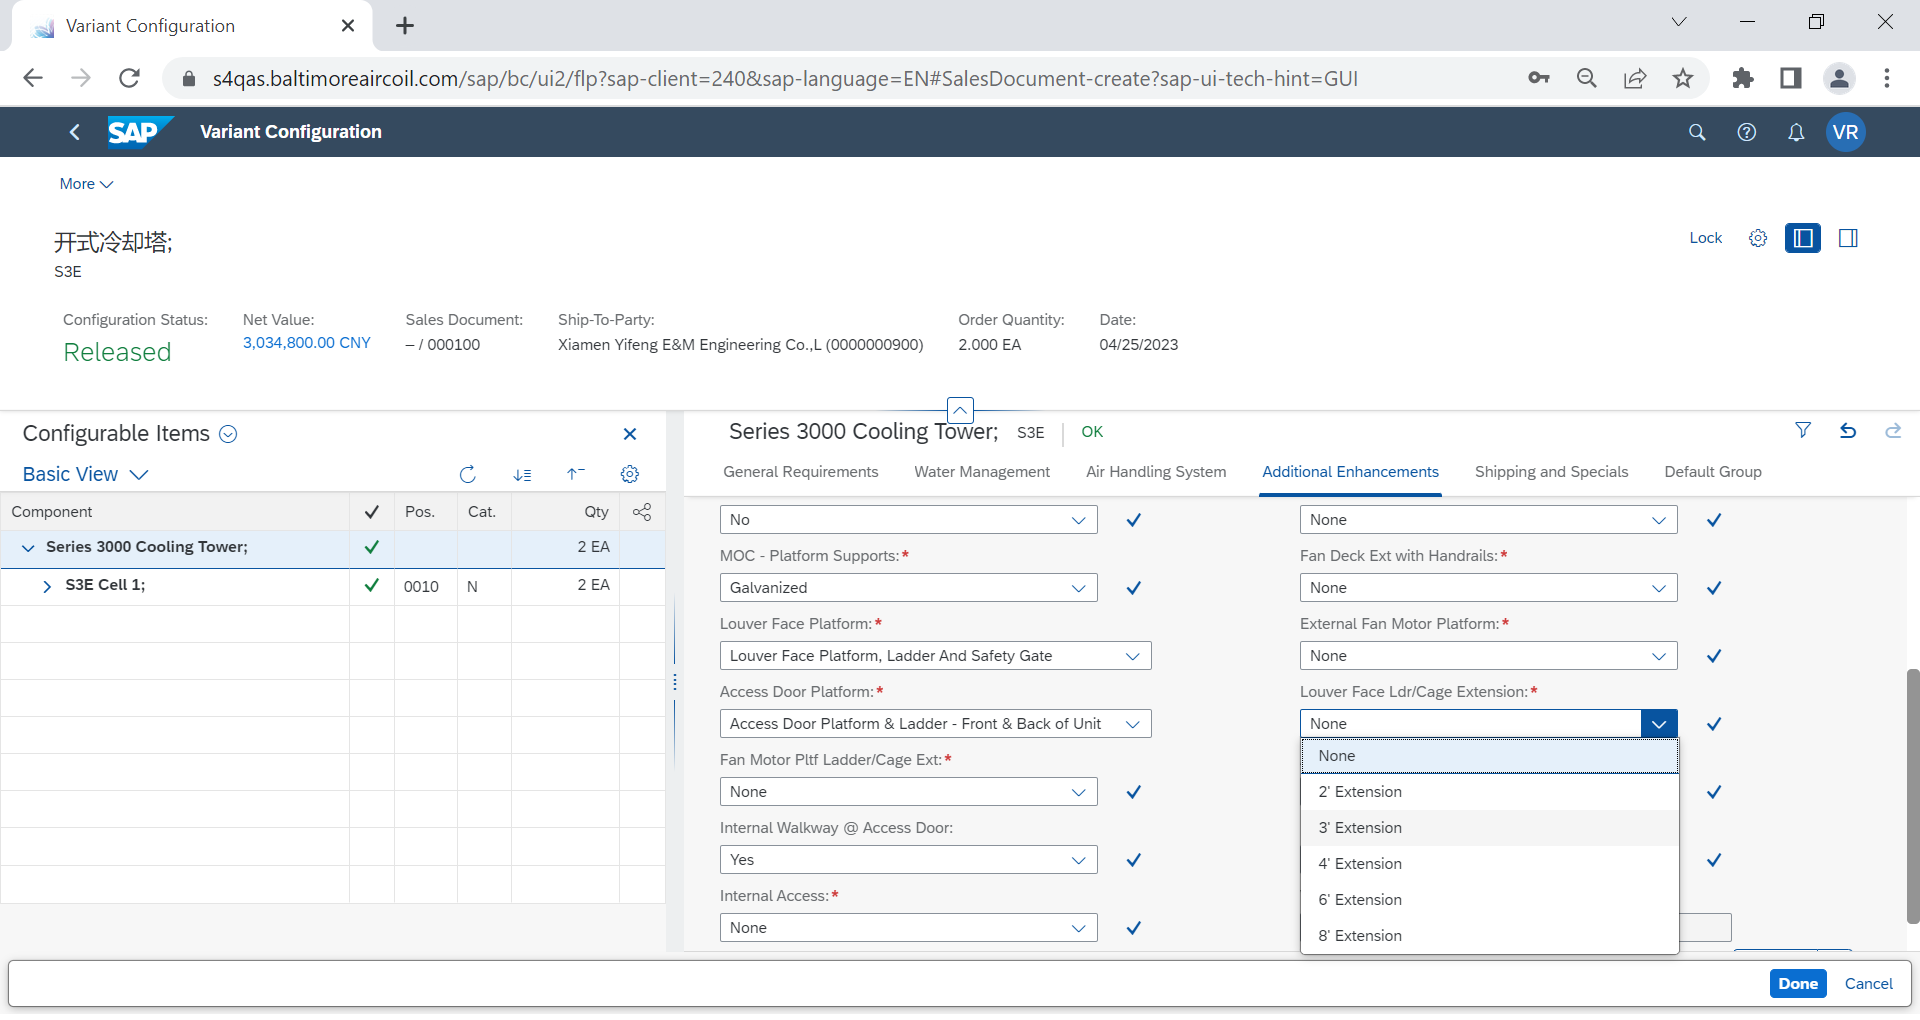 Variant Configuration
s4qas.baltimoreaircoil.com/sap/bc/ui2/flp?sap-client=240&sap-language=EN#SalesDocument-create?sap-ui-tech-hint=GUI
SAP Variant Configuration VR
More
开式冷却塔;
S3E
Lock
Configuration Status: Net Value: Sales Document: Ship-To-Party: Order Quantity: Date:
Released 3,034,800.00 CNY – / 000100 Xiamen Yifeng E&M Engineering Co.,L (0000000900) 2.000 EA 04/25/2023
Configurable Items
Basic View
Component Pos. Cat. Qty
Series 3000 Cooling Tower; 2 EA
S3E Cell 1; 0010 N 2 EA
Series 3000 Cooling Tower; S3E OK
General Requirements Water Management Air Handling System Additional Enhancements Shipping and Specials Default Group
No
MOC - Platform Supports:*
Galvanized
Louver Face Platform:*
Louver Face Platform, Ladder And Safety Gate
Access Door Platform:*
Access Door Platform & Ladder - Front & Back of Unit
Fan Motor Pltf Ladder/Cage Ext:*
None
Internal Walkway @ Access Door:
Yes
Internal Access:*
None
None
Fan Deck Ext with Handrails:*
None
External Fan Motor Platform:*
None
Louver Face Ldr/Cage Extension:*
None
None
2' Extension
3' Extension
4' Extension
6' Extension
8' Extension
Done Cancel